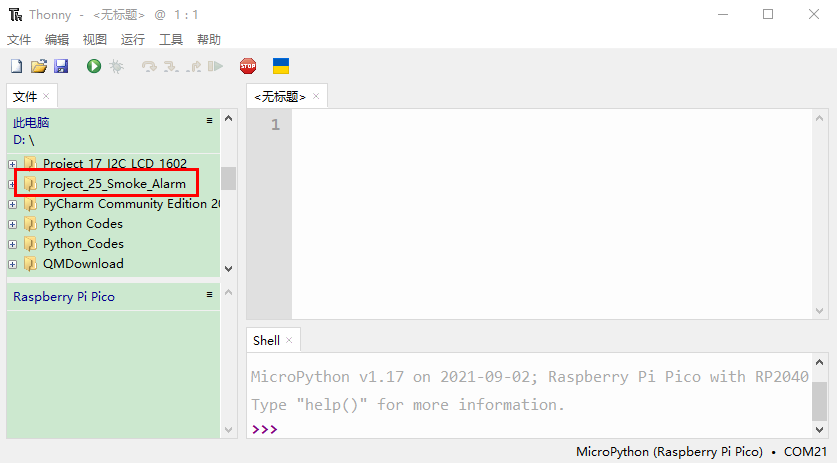 Thonny - <无标题> @ 1 : 1
文件 编辑 视图 运行 工具 帮助
STOP
文件
此电脑
D: \
Project_17_I2C_LCD_1602
Project_25_Smoke_Alarm
PyCharm Community Edition 20
Python Codes
Python_Codes
QMDownload
Raspberry Pi Pico
<无标题>
1
Shell
MicroPython v1.17 on 2021-09-02; Raspberry Pi Pico with RP2040
Type "help()" for more information.
>>>
MicroPython (Raspberry Pi Pico) • COM21